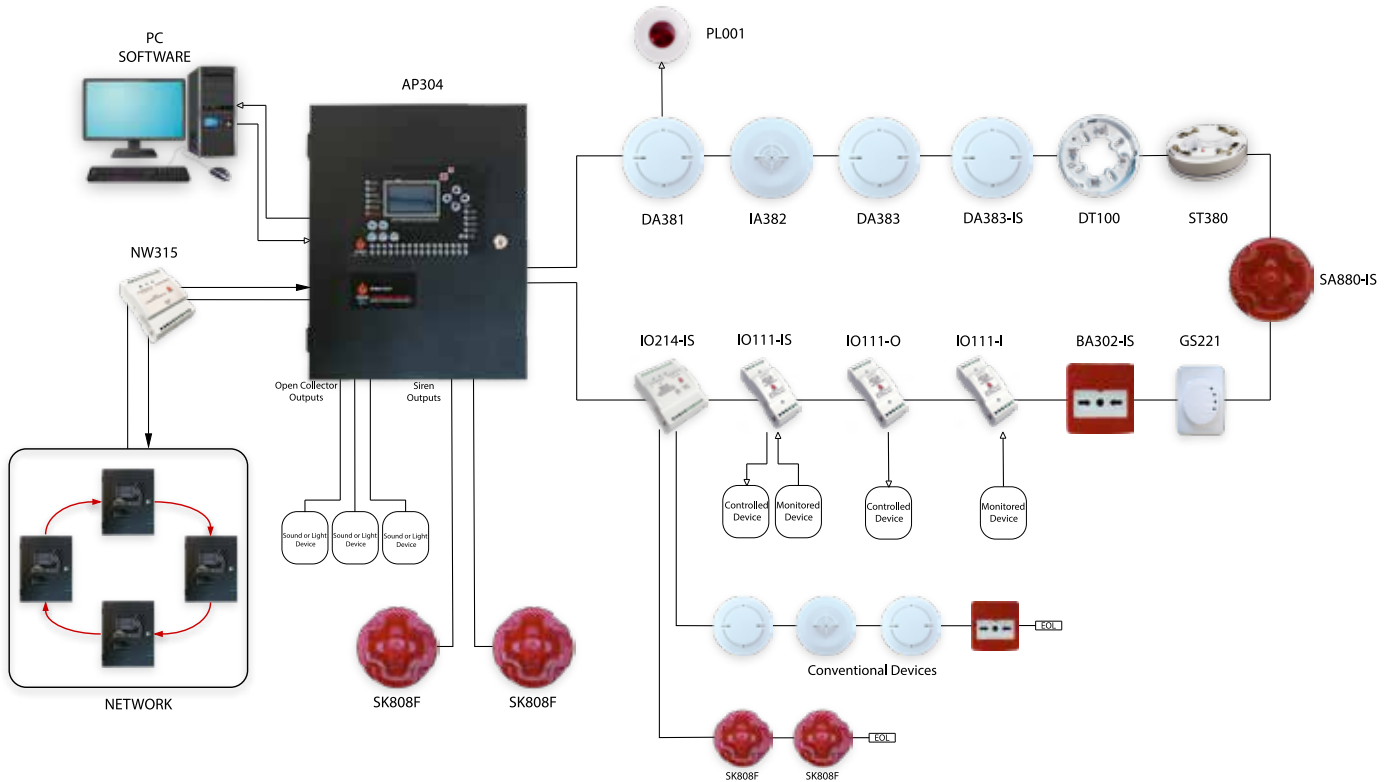 PC
SOFTWARE
AP304
PL001
DA381
IA382
DA383
DA383-IS
DT100
ST380
SA880-IS
NW315
IO214-IS
IO111-IS
IO111-O
IO111-I
BA302-IS
GS221
Open Collector
Outputs
Siren
Outputs
Controlled
Device
Monitored
Device
Controlled
Device
Monitored
Device
Sound or Light
Device
Sound or Light
Device
Sound or Light
Device
EOL
Conventional Devices
NETWORK
SK808F
SK808F
EOL
SK808F
SK808F